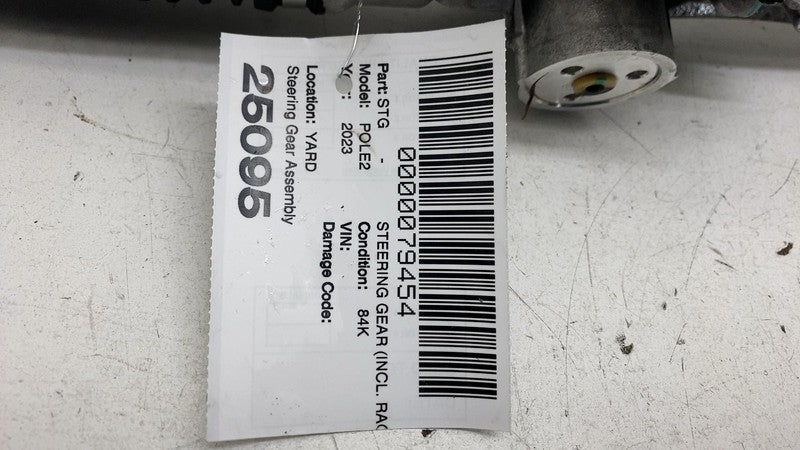 0000079454
Part: STG - STEERING GEAR (INCL. RAC
Model: POLE2 Condition: 84K
2023 VIN:
Damage Code:
Location: YARD
Steering Gear Assembly
25095